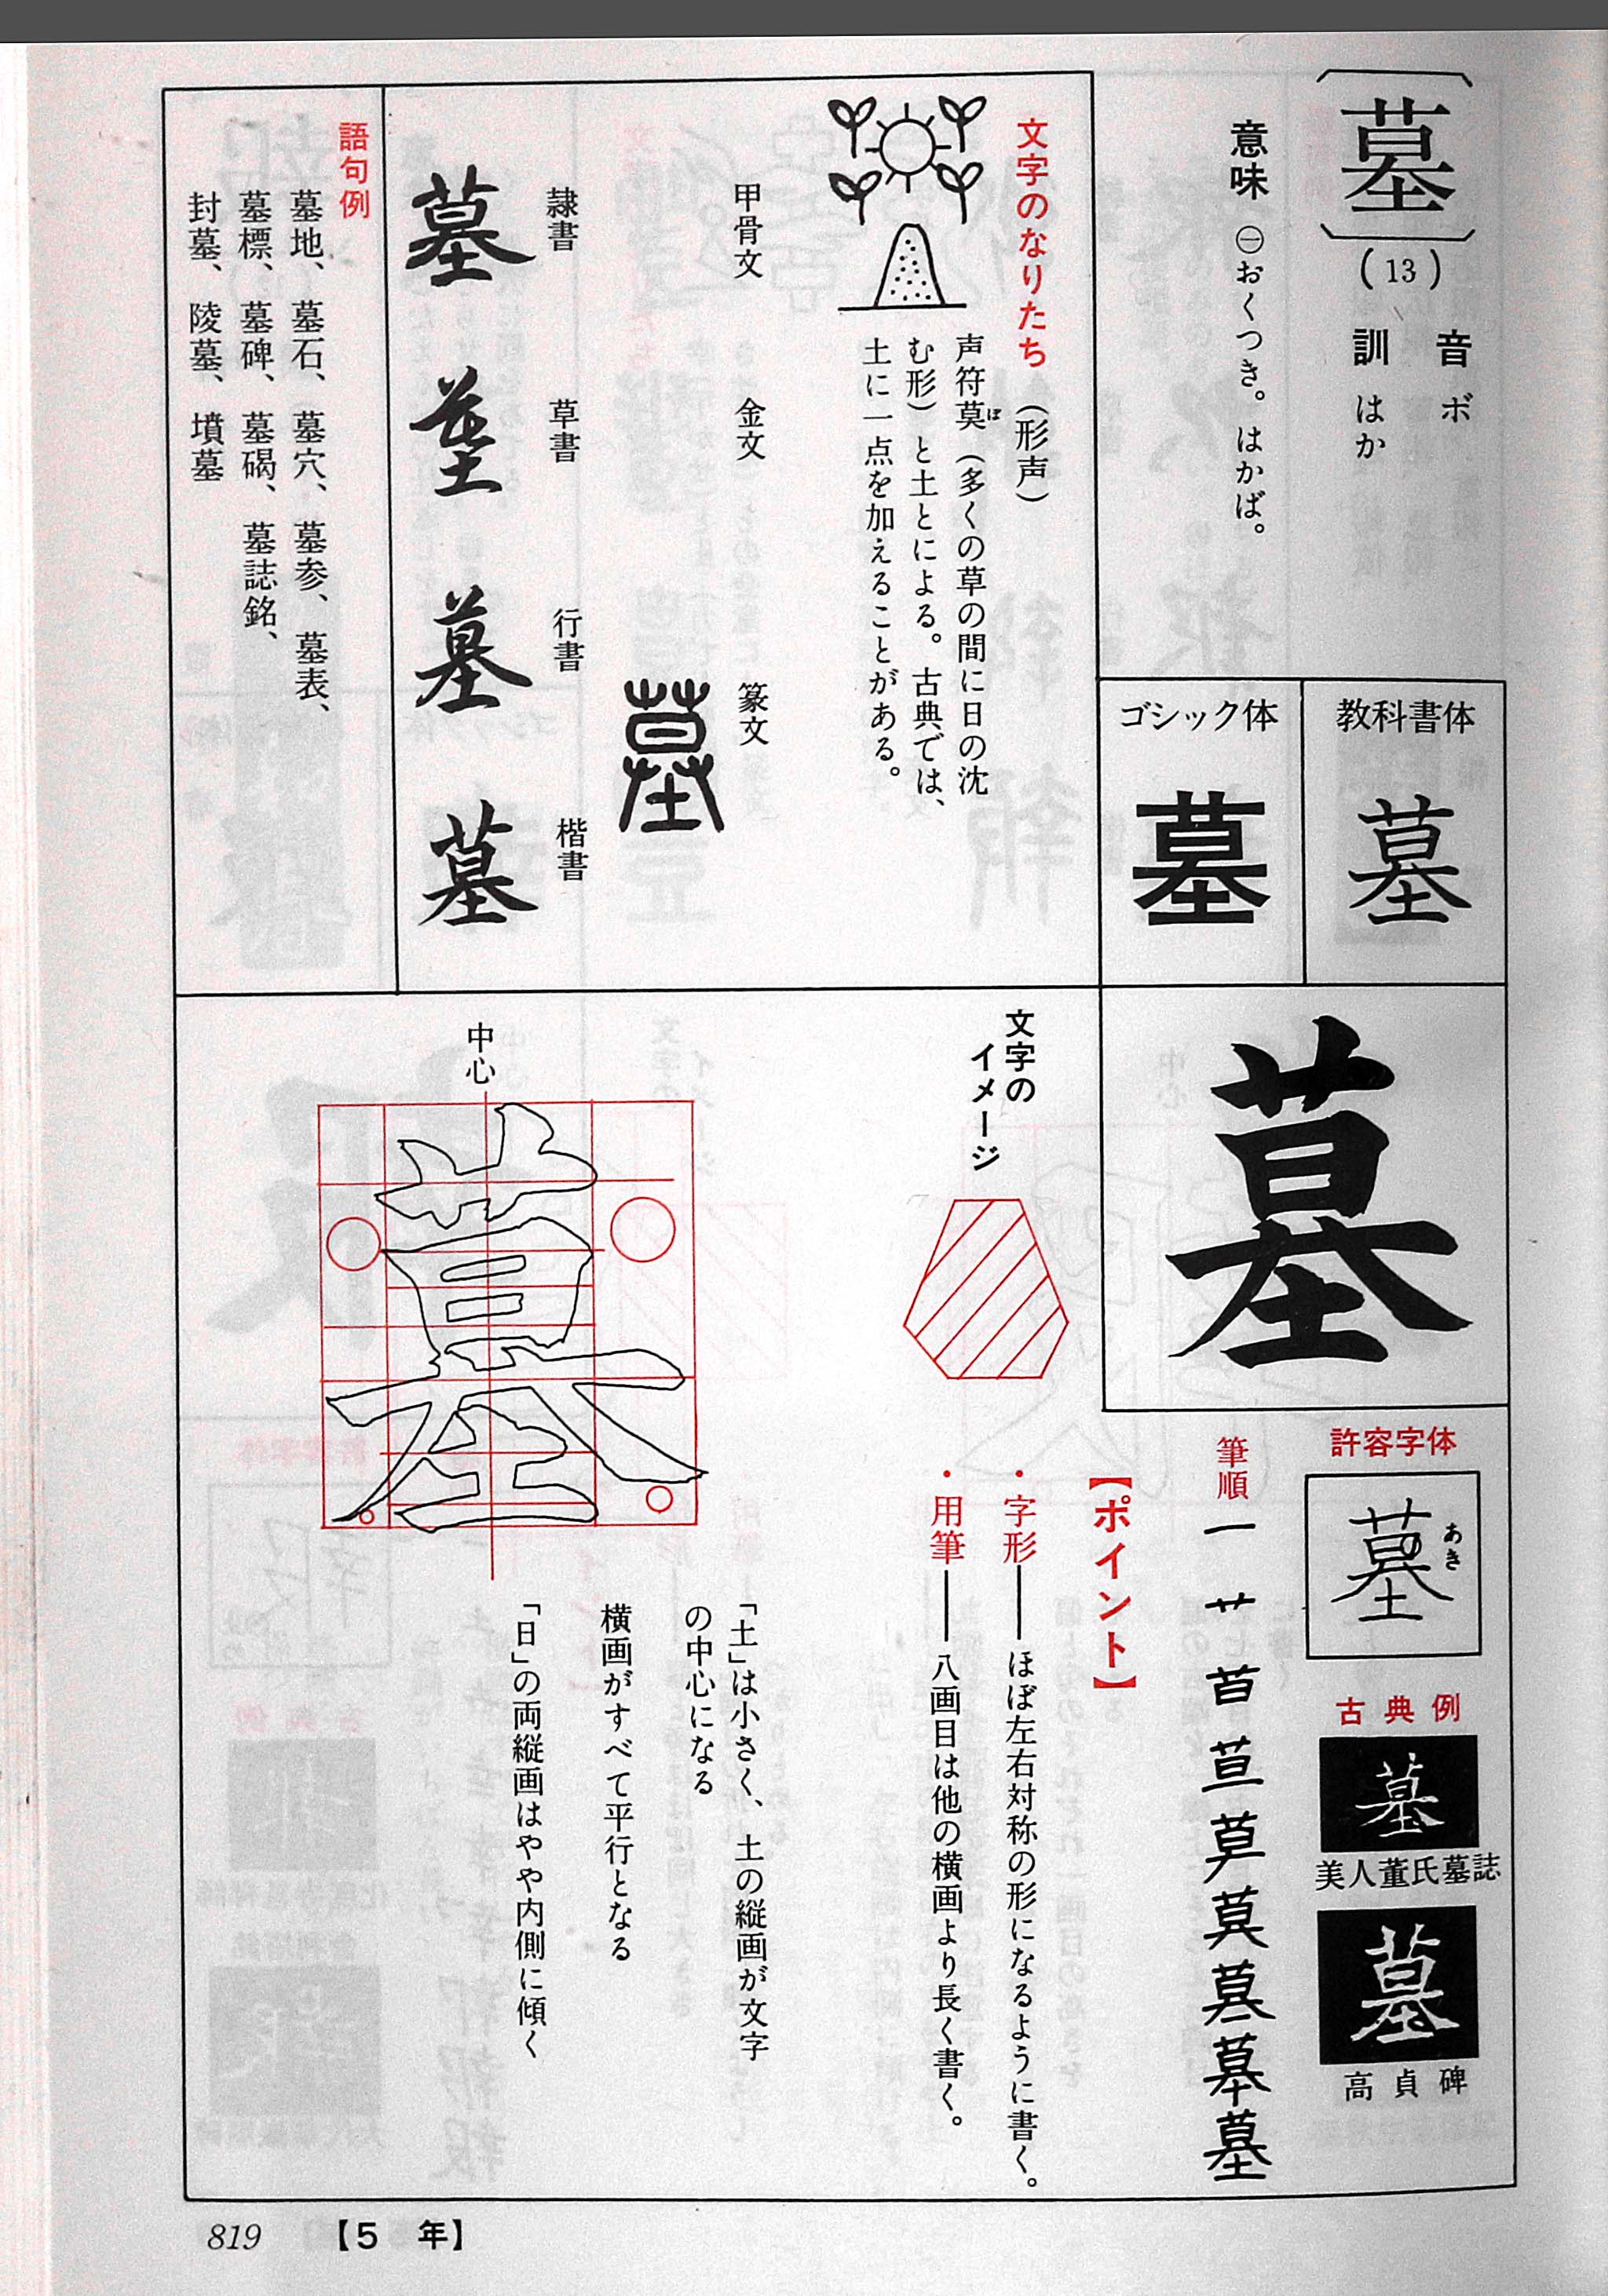 〔墓〕(13)
音 ボ
訓 はか
意味 ㊀おくつき。はかば。
教科書体
墓
ゴシック体
墓
文字のなりたち（形声）
声符莫（多くの草の間に日の沈
ぼ
む形）と土とによる。古典では、
土に一点を加えることがある。
甲骨文 金文 篆文
墓
隷書 草書 行書 楷書
墓 墓 墓 墓
語句例
墓地、墓石、墓穴、墓参、墓表、
墓標、墓碑、墓碣、墓誌銘、
封墓、陵墓、墳墓
墓
許容字体
墓
あき
古典例
墓
美人董氏墓誌
墓
高貞碑
筆順
一 艹 苩 荁 草 莫 墓 墓
【ポイント】
・字形──ほぼ左右対称の形になるように書く。
・用筆──八画目は他の横画より長く書く。
文字の
イメージ
中心
墓
「土」は小さく、土の縦画が文字
の中心になる
横画がすべて平行となる
「日」の両縦画はやや内側に傾く
819 【5 年】